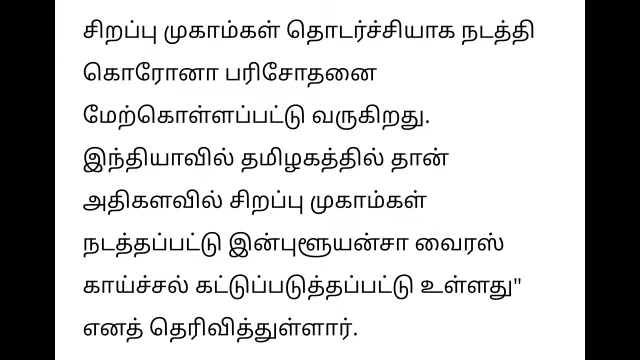 சிறப்பு முகாம்கள் தொடர்ச்சியாக நடத்தி
கொரோனா பரிசோதனை
மேற்கொள்ளப்பட்டு வருகிறது.
இந்தியாவில் தமிழகத்தில் தான்
அதிகளவில் சிறப்பு முகாம்கள்
நடத்தப்பட்டு இன்புளூயன்சா வைரஸ்
காய்ச்சல் கட்டுப்படுத்தப்பட்டு உள்ளது"
எனத் தெரிவித்துள்ளார்.